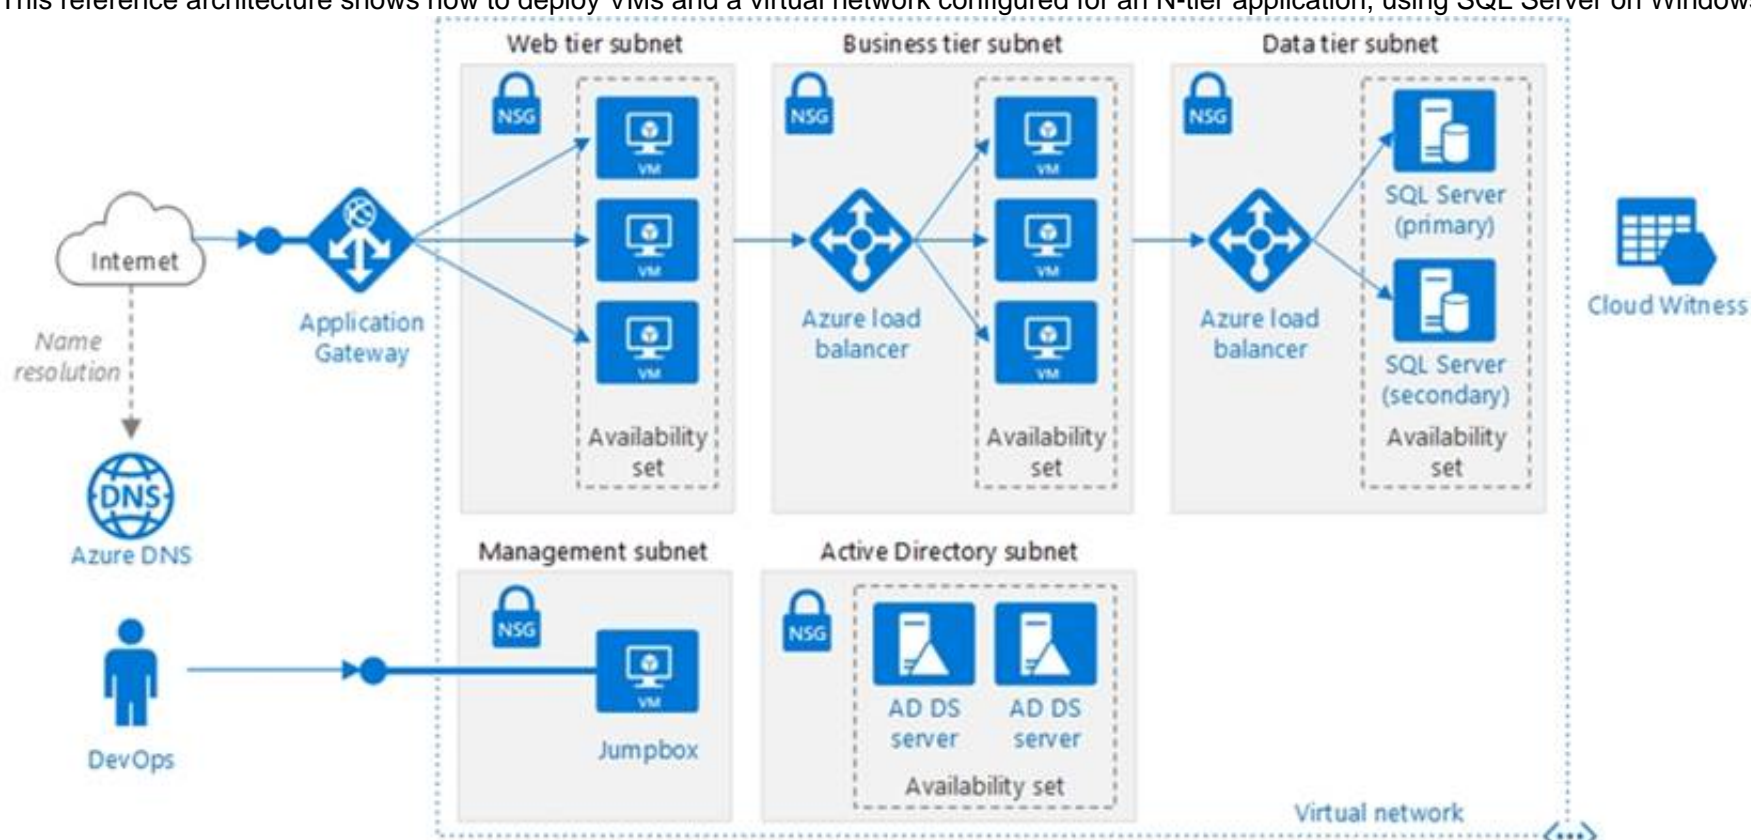 This reference architecture shows how to deploy VMs and a virtual network configured for an N-tier application, using SQL Server on Windows
Web tier subnet
Business tier subnet
Data tier subnet
NSG
NSG
NSG
VM
VM
VM
VM
VM
VM
SQL Server
(primary)
SQL Server
(secondary)
Internet
Application
Gateway
Azure load
balancer
Azure load
balancer
Cloud Witness
Name
resolution
Availability
set
Availability
set
Availability
set
DNS
Azure DNS
Management subnet
Active Directory subnet
NSG
NSG
VM
Jumpbox
AD DS
server
AD DS
server
Availability set
DevOps
Virtual network